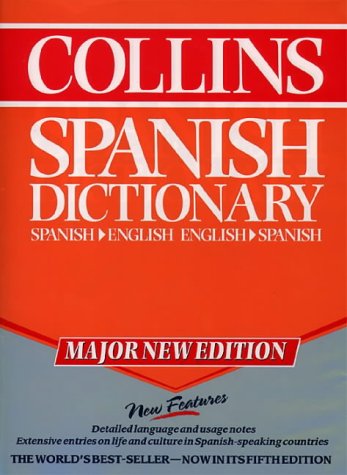 COLLINS
SPANISH
DICTIONARY
SPANISH▶ENGLISH ENGLISH▶SPANISH
MAJOR NEW EDITION
New Features
Detailed language and usage notes
Extensive entries on life and culture in Spanish-speaking countries
THE WORLD'S BEST-SELLER—NOW IN ITS FIFTH EDITION